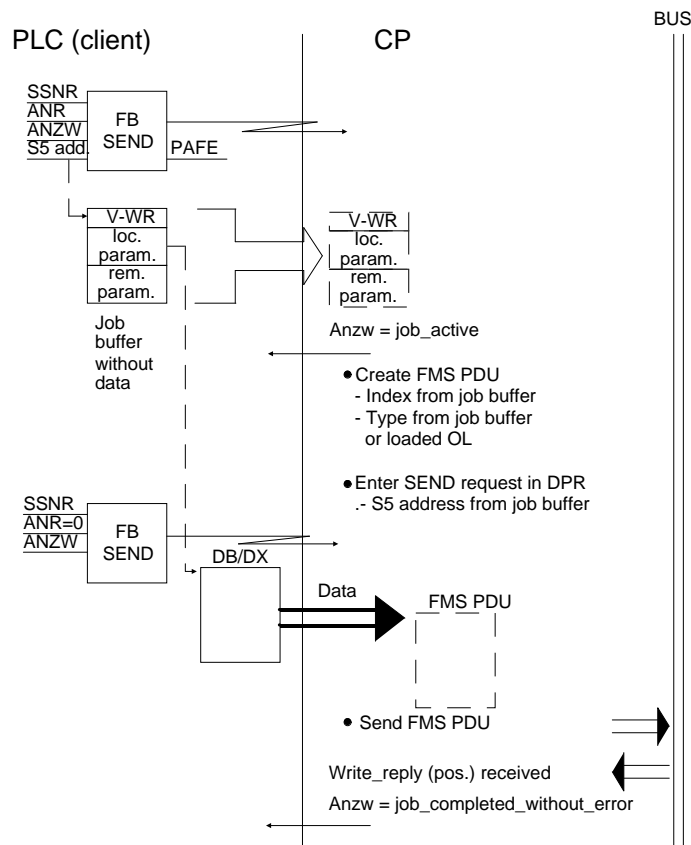 BUS
PLC (client)
CP
SSNR
ANR
ANZW
S5 add.
FB
SEND
PAFE
V-WR
loc.
param.
rem.
param.
V-WR
loc.
param.
rem.
param.
Job
buffer
without
data
Anzw = job_active
● Create FMS PDU
- Index from job buffer
- Type from job buffer
or loaded OL
● Enter SEND request in DPR
.- S5 address from job buffer
SSNR
ANR=0
ANZW
FB
SEND
DB/DX
Data
FMS PDU
● Send FMS PDU
Write_reply (pos.) received
Anzw = job_completed_without_error